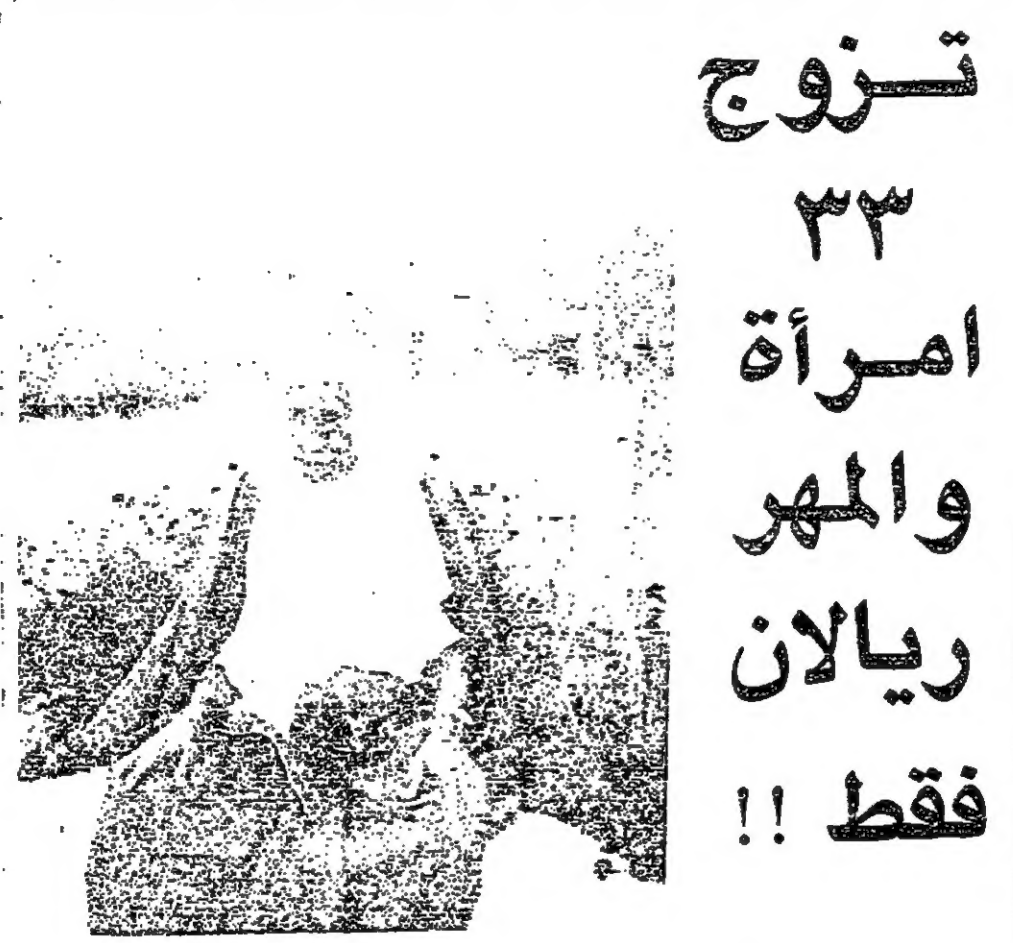 تزوج
٣٣
امرأة
والمهر
ريالان
فقط !!